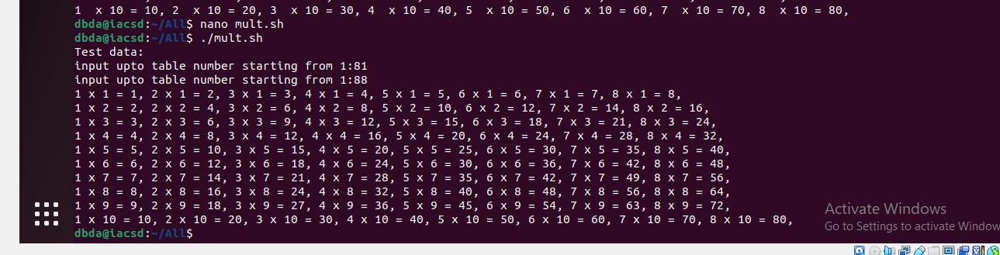 1  x 10 = 10, 2  x 10 = 20, 3  x 10 = 30, 4  x 10 = 40, 5  x 10 = 50, 6  x 10 = 60, 7  x 10 = 70, 8  x 10 = 80,
dbda@iacsd:~/All$ nano mult.sh
dbda@iacsd:~/All$ ./mult.sh
Test data:
input upto table number starting from 1:81
input upto table number starting from 1:88
1 x 1 = 1, 2 x 1 = 2, 3 x 1 = 3, 4 x 1 = 4, 5 x 1 = 5, 6 x 1 = 6, 7 x 1 = 7, 8 x 1 = 8,
1 x 2 = 2, 2 x 2 = 4, 3 x 2 = 6, 4 x 2 = 8, 5 x 2 = 10, 6 x 2 = 12, 7 x 2 = 14, 8 x 2 = 16,
1 x 3 = 3, 2 x 3 = 6, 3 x 3 = 9, 4 x 3 = 12, 5 x 3 = 15, 6 x 3 = 18, 7 x 3 = 21, 8 x 3 = 24,
1 x 4 = 4, 2 x 4 = 8, 3 x 4 = 12, 4 x 4 = 16, 5 x 4 = 20, 6 x 4 = 24, 7 x 4 = 28, 8 x 4 = 32,
1 x 5 = 5, 2 x 5 = 10, 3 x 5 = 15, 4 x 5 = 20, 5 x 5 = 25, 6 x 5 = 30, 7 x 5 = 35, 8 x 5 = 40,
1 x 6 = 6, 2 x 6 = 12, 3 x 6 = 18, 4 x 6 = 24, 5 x 6 = 30, 6 x 6 = 36, 7 x 6 = 42, 8 x 6 = 48,
1 x 7 = 7, 2 x 7 = 14, 3 x 7 = 21, 4 x 7 = 28, 5 x 7 = 35, 6 x 7 = 42, 7 x 7 = 49, 8 x 7 = 56,
1 x 8 = 8, 2 x 8 = 16, 3 x 8 = 24, 4 x 8 = 32, 5 x 8 = 40, 6 x 8 = 48, 7 x 8 = 56, 8 x 8 = 64,
1 x 9 = 9, 2 x 9 = 18, 3 x 9 = 27, 4 x 9 = 36, 5 x 9 = 45, 6 x 9 = 54, 7 x 9 = 63, 8 x 9 = 72,
1 x 10 = 10, 2 x 10 = 20, 3 x 10 = 30, 4 x 10 = 40, 5 x 10 = 50, 6 x 10 = 60, 7 x 10 = 70, 8 x 10 = 80,
dbda@iacsd:~/All$
Activate Windows
Go to Settings to activate Window